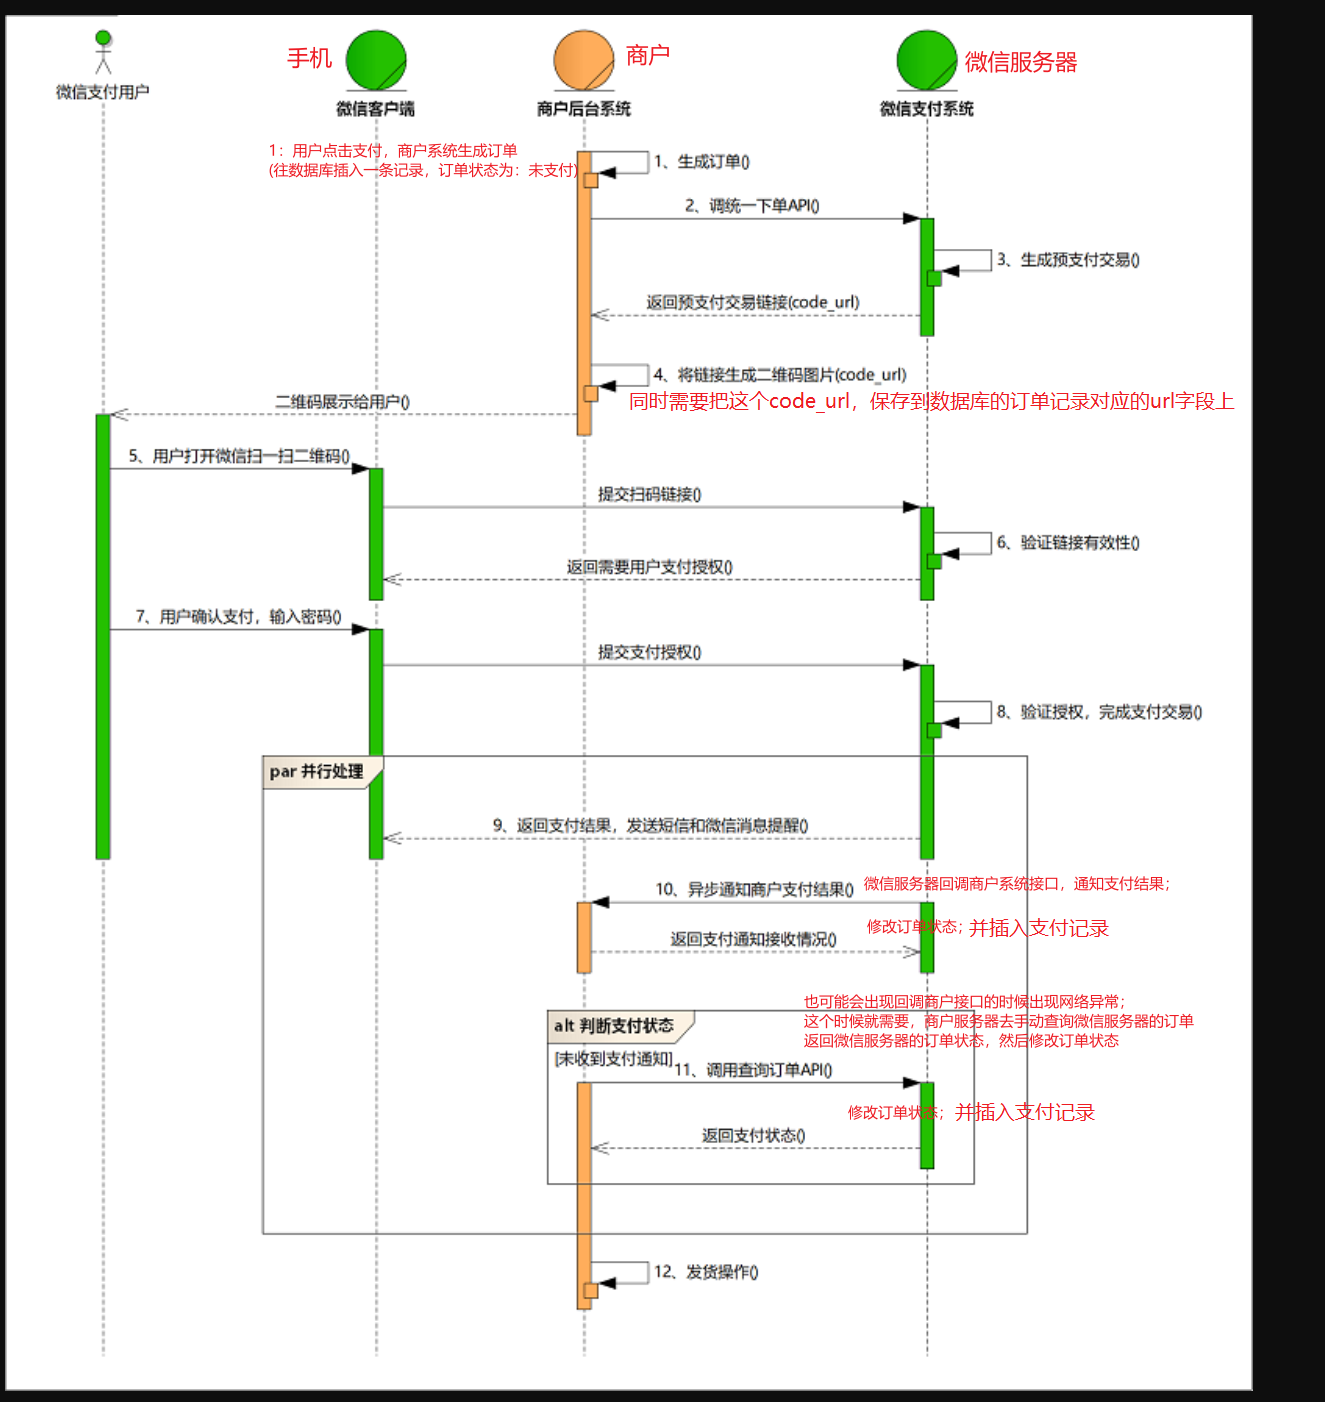 手机
商户
微信服务器
微信支付用户
微信客户端
商户后台系统
微信支付系统
1：用户点击支付，商户系统生成订单
(往数据库插入一条记录，订单状态为：未支付)
1、生成订单()
2、调统一下单API()
3、生成预支付交易()
返回预支付交易链接(code_url)
4、将链接生成二维码图片(code_url)
同时需要把这个code_url，保存到数据库的订单记录对应的url字段上
二维码展示给用户()
5、用户打开微信扫一扫二维码()
提交扫码链接()
6、验证链接有效性()
返回需要用户支付授权()
7、用户确认支付，输入密码()
提交支付授权()
8、验证授权，完成支付交易()
par 并行处理
9、返回支付结果，发送短信和微信消息提醒()
10、异步通知商户支付结果()
微信服务器回调商户系统接口，通知支付结果；
修改订单状态；并插入支付记录
返回支付通知接收情况()
也可能会出现回调商户接口的时候出现网络异常；
这个时候就需要，商户服务器去手动查询微信服务器的订单
返回微信服务器的订单状态，然后修改订单状态
alt 判断支付状态
[未收到支付通知]
11、调用查询订单API()
修改订单状态；并插入支付记录
返回支付状态()
12、发货操作()